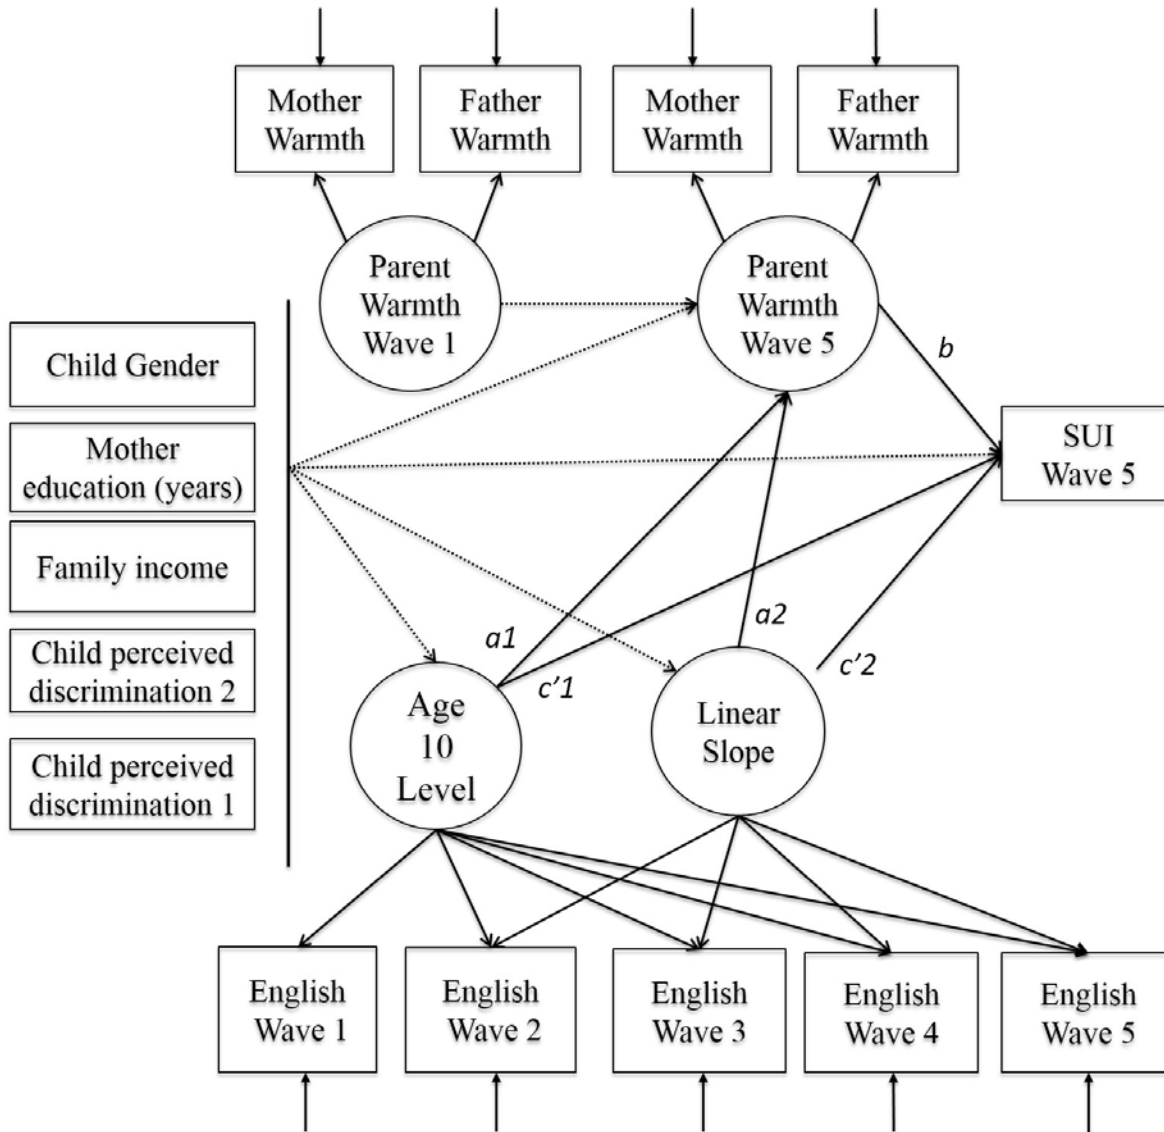 Mother
Warmth
Father
Warmth
Mother
Warmth
Father
Warmth
Parent
Warmth
Wave 1
Parent
Warmth
Wave 5
b
Child Gender
Mother
education (years)
Family income
Child perceived
discrimination 2
Child perceived
discrimination 1
SUI
Wave 5
a1
a2
c'1
c'2
Age
10
Level
Linear
Slope
English
Wave 1
English
Wave 2
English
Wave 3
English
Wave 4
English
Wave 5